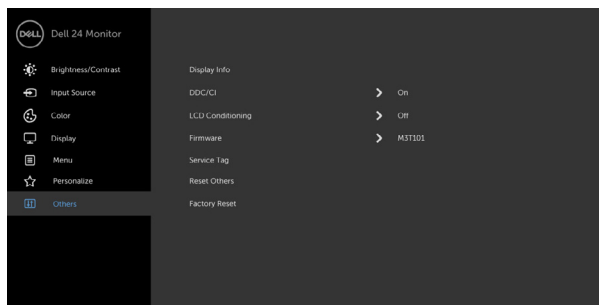 DELL Dell 24 Monitor
Brightness/Contrast Display Info
Input Source DDC/CI On
Color LCD Conditioning Off
Display Firmware M3T101
Menu Service Tag
Personalize Reset Others
Others Factory Reset